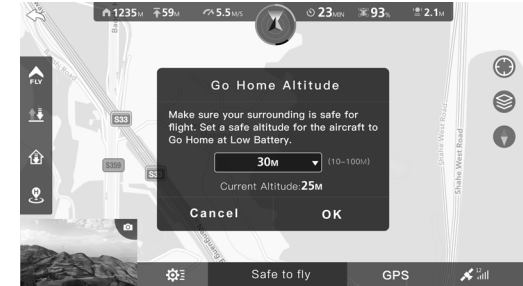 1235M 59M 5.5M/S 23MIN 93% 2.1M
FLY
S33
S359
Go Home Altitude
Make sure your surrounding is safe for
flight. Set a safe altitude for the aircraft to
Go Home at Low Battery.
30M (10-100M)
Current Altitude:25M
Cancel OK
Shahe West Road
Shahe West Road
H
Safe to fly GPS 12